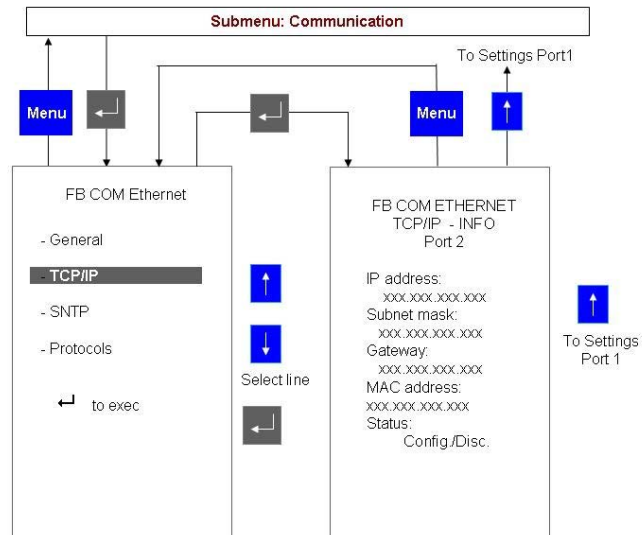 Submenu: Communication
To Settings Port1
Menu
Menu
FB COM Ethernet
- General
- TCP/IP
- SNTP
- Protocols
to exec
Select line
FB COM ETHERNET
TCP/IP - INFO
Port 2
IP address:
xxx.xxx.xxx.xxx
Subnet mask:
xxx.xxx.xxx.xxx
Gateway:
xxx.xxx.xxx.xxx
MAC address:
xxx.xxx.xxx.xxx
Status:
Config./Disc.
To Settings
Port 1